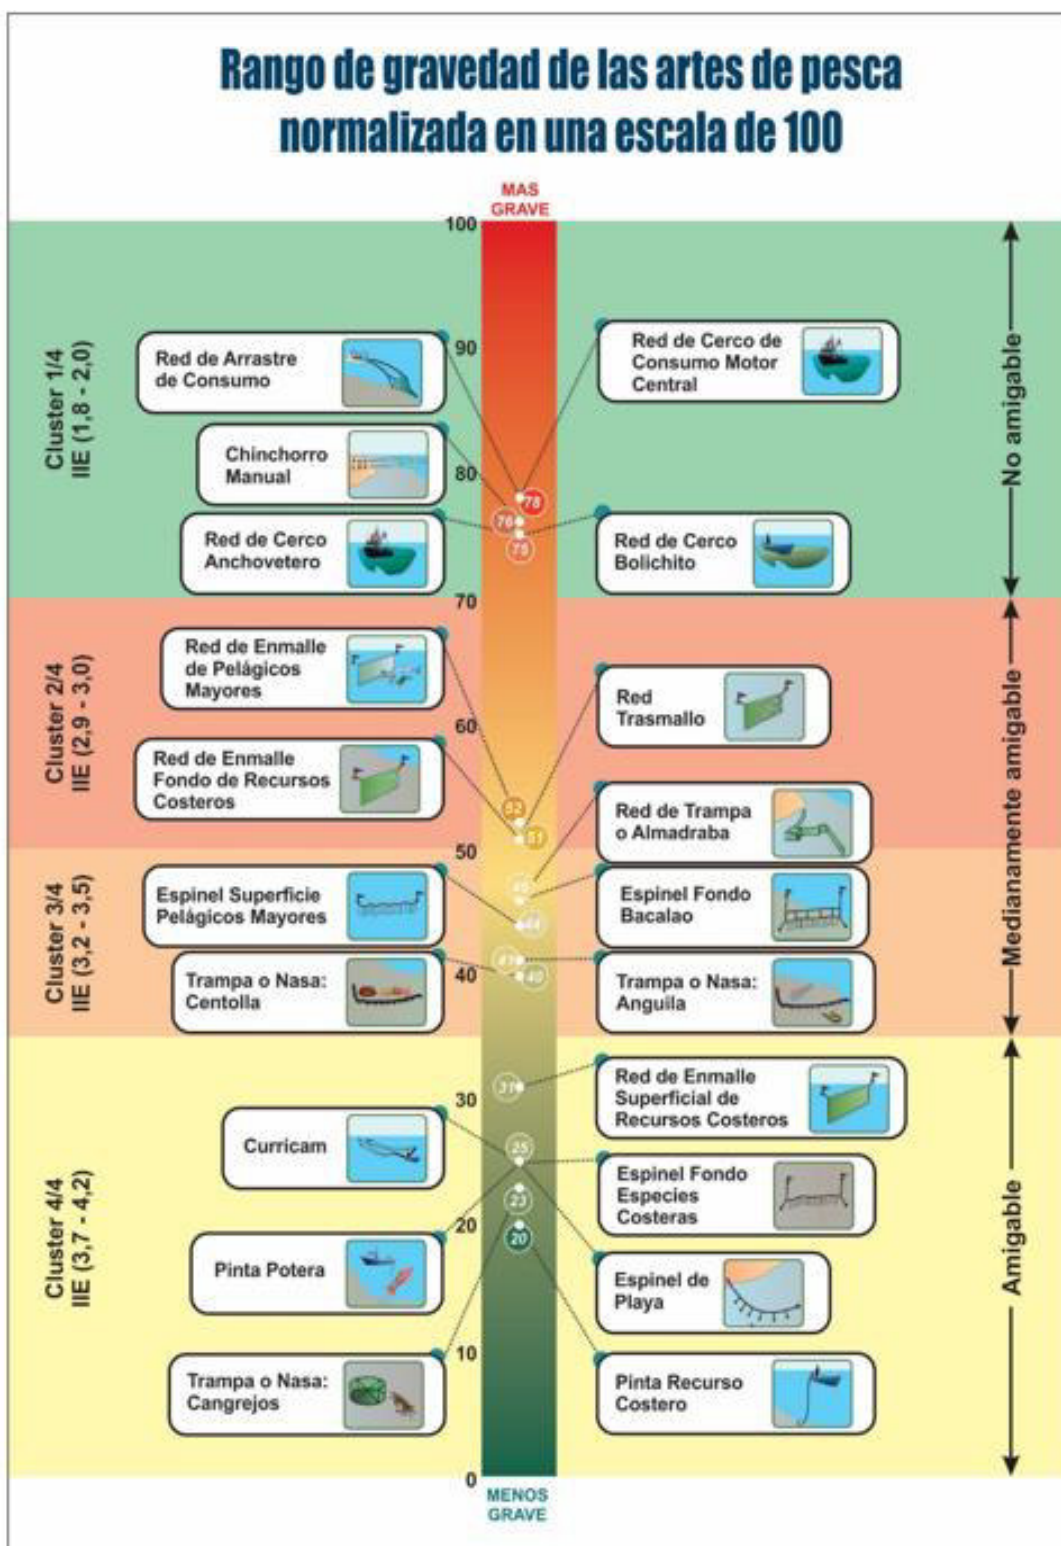 Rango de gravedad de las artes de pesca
normalizada en una escala de 100
MAS
GRAVE
100
90
80
70
60
50
40
30
20
10
0
MENOS
GRAVE
Cluster 1/4
IIE (1,8 - 2,0)
No amigable
Red de Arrastre
de Consumo
Red de Cerco de
Consumo Motor
Central
Chinchorro
Manual
Red de Cerco
Anchovetero
Red de Cerco
Bolichito
78
76
75
Cluster 2/4
IIE (2,9 - 3,0)
Medianamente amigable
Red de Enmalle
de Pelágicos
Mayores
Red
Trasmallo
Red de Enmalle
Fondo de Recursos
Costeros
52
51
Cluster 3/4
IIE (3,2 - 3,5)
Red de Trampa
o Almadraba
Espinel Superficie
Pelágicos Mayores
Espinel Fondo
Bacalao
Trampa o Nasa:
Centolla
Trampa o Nasa:
Anguila
44
41
40
Cluster 4/4
IIE (3,7 - 4,2)
Amigable
Red de Enmalle
Superficial de
Recursos Costeros
Curricam
Espinel Fondo
Especies
Costeras
Pinta Potera
Espinel de
Playa
Trampa o Nasa:
Cangrejos
Pinta Recurso
Costero
31
25
23
20